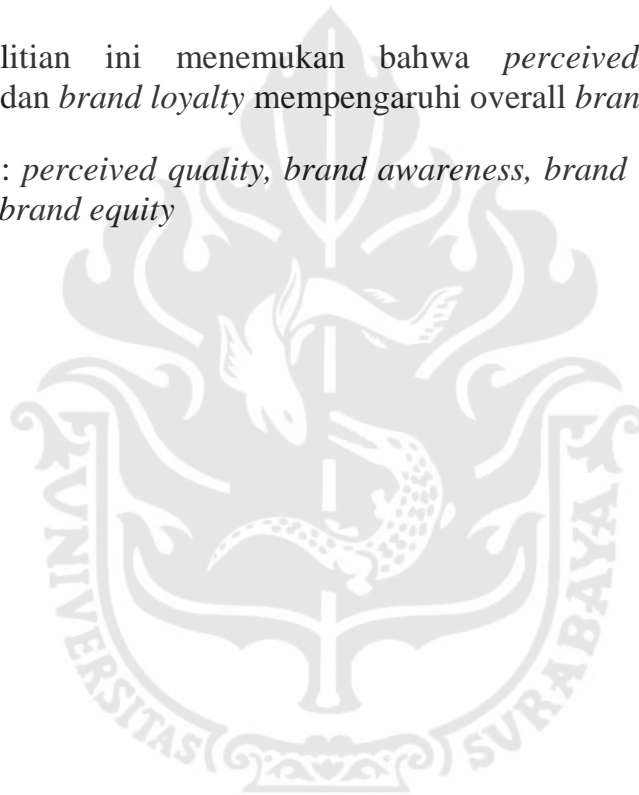 litian ini menemukan bahwa perceived
dan brand loyalty mempengaruhi overall bran
: perceived quality, brand awareness, brand
brand equity
UNIVERSITAS SURABAYA